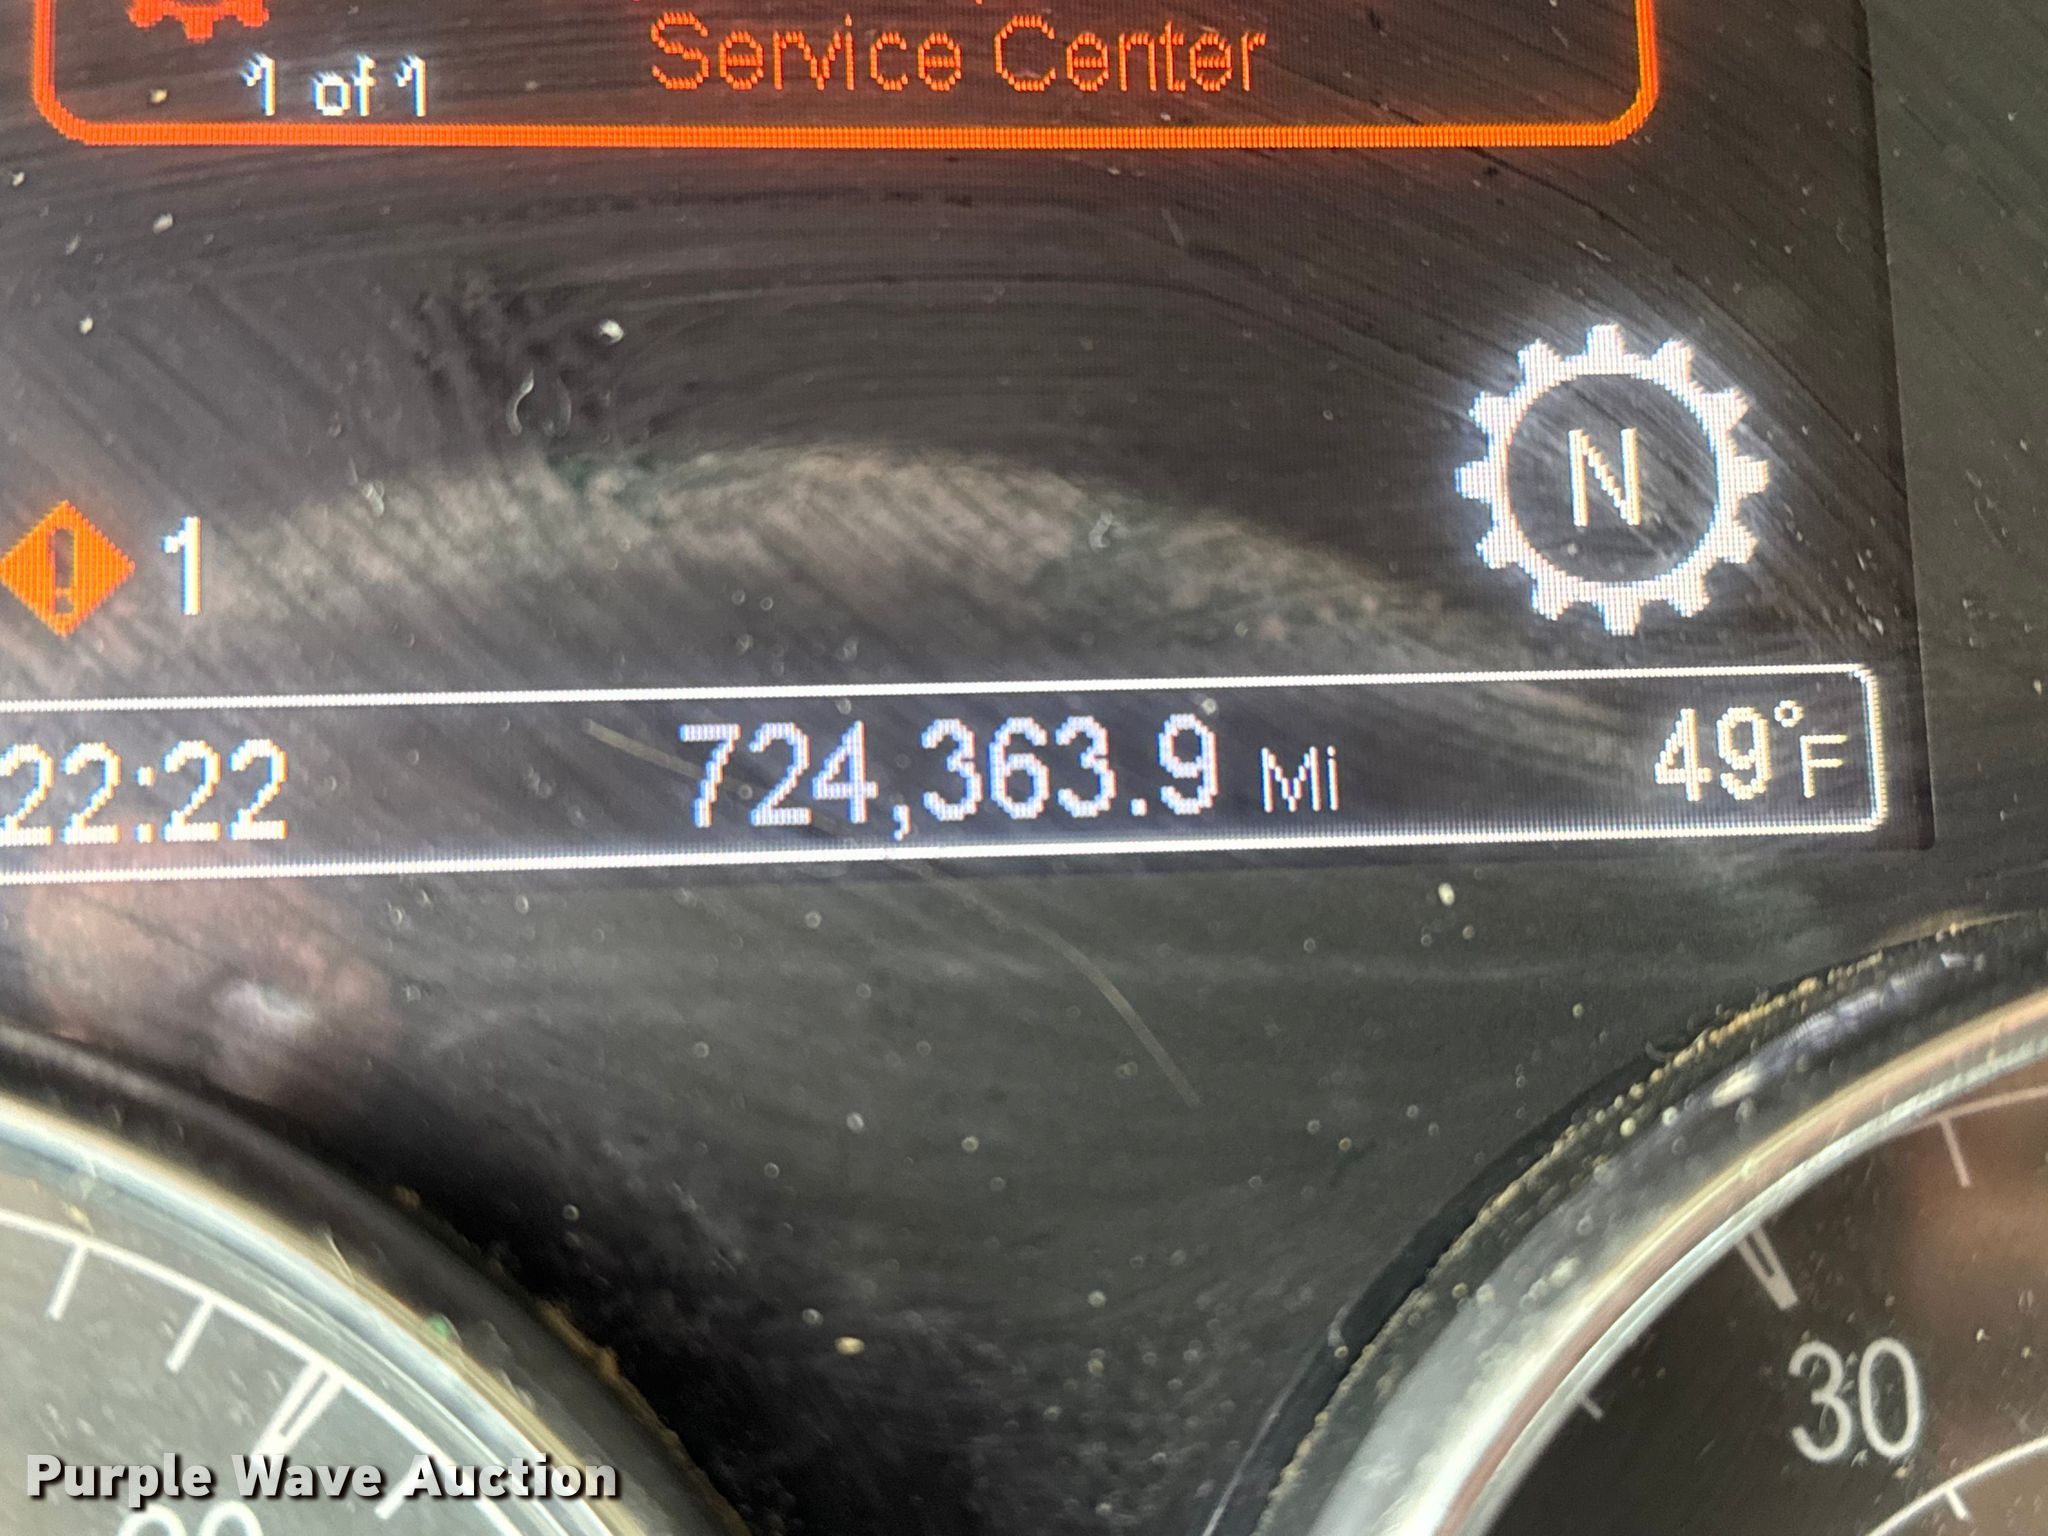 Service Center
1 of 1
N
1
22:22 724,363.9 Mi 49°F
30
Purple Wave Auction